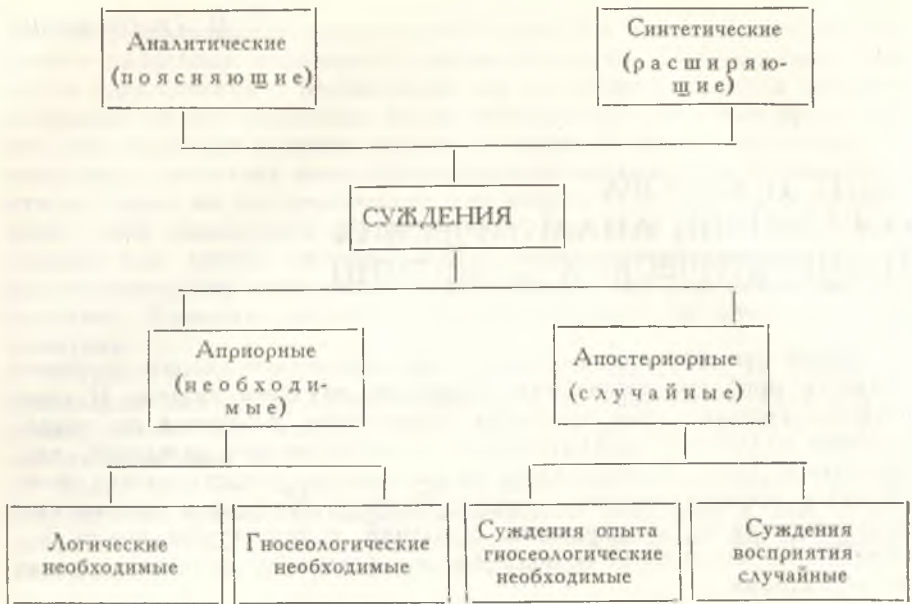 Аналитические
(поясняющие)
Синтетические
(расширяю-
щие)
СУЖДЕНИЯ
Априорные
(необходи-
мые)
Апостериорные
(случайные)
Логические
необходимые
Гносеологические
необходимые
Суждения опыта
гносеологические
необходимые
Суждения
восприятия
случайные